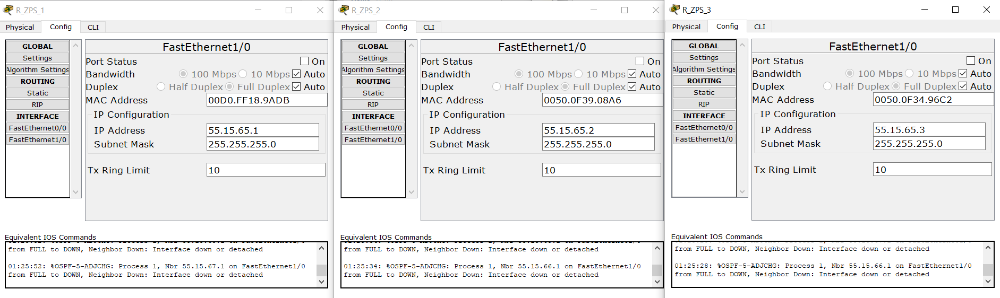 R_ZPS_1
Physical Config CLI
GLOBAL
Settings
Algorithm Settings
ROUTING
Static
RIP
INTERFACE
FastEthernet0/0
FastEthernet1/0
FastEthernet1/0
Port Status On
Bandwidth 100 Mbps 10 Mbps Auto
Duplex Half Duplex Full Duplex Auto
MAC Address 00D0.FF18.9ADB
IP Configuration
IP Address 55.15.65.1
Subnet Mask 255.255.255.0
Tx Ring Limit 10
Equivalent IOS Commands
from FULL to DOWN, Neighbor Down: Interface down or detached
01:25:52: %OSPF-5-ADJCHG: Process 1, Nbr 55.15.67.1 on FastEthernet1/0
from FULL to DOWN, Neighbor Down: Interface down or detached
R_ZPS_2
Physical Config CLI
GLOBAL
Settings
Algorithm Settings
ROUTING
Static
RIP
INTERFACE
FastEthernet0/0
FastEthernet1/0
FastEthernet1/0
Port Status On
Bandwidth 100 Mbps 10 Mbps Auto
Duplex Half Duplex Full Duplex Auto
MAC Address 0050.0F39.08A6
IP Configuration
IP Address 55.15.65.2
Subnet Mask 255.255.255.0
Tx Ring Limit 10
Equivalent IOS Commands
from FULL to DOWN, Neighbor Down: Interface down or detached
01:25:34: %OSPF-5-ADJCHG: Process 1, Nbr 55.15.66.1 on FastEthernet1/0
from FULL to DOWN, Neighbor Down: Interface down or detached
R_ZPS_3
Physical Config CLI
GLOBAL
Settings
Algorithm Settings
ROUTING
Static
RIP
INTERFACE
FastEthernet0/0
FastEthernet1/0
FastEthernet1/0
Port Status On
Bandwidth 100 Mbps 10 Mbps Auto
Duplex Half Duplex Full Duplex Auto
MAC Address 0050.0F34.96C2
IP Configuration
IP Address 55.15.65.3
Subnet Mask 255.255.255.0
Tx Ring Limit 10
Equivalent IOS Commands
from FULL to DOWN, Neighbor Down: Interface down or detached
01:25:28: %OSPF-5-ADJCHG: Process 1, Nbr 55.15.66.1 on FastEthernet1/0
from FULL to DOWN, Neighbor Down: Interface down or detached